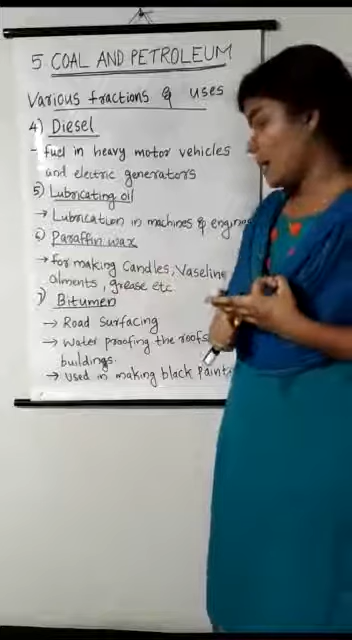 5 COAL AND PETROLEUM
Various fractions & uses
4) Diesel
- fuel in heavy motor vehicles
and electric generators
5) Lubricating oil
→ Lubrication in machines & engines
6) Paraffin wax
→ for making Candles, Vaseline
Oiments, grease etc.
7) Bitumen
→ Road Surfacing
→ Water proofing the roofs
buildings.
→ Used in making black Paint